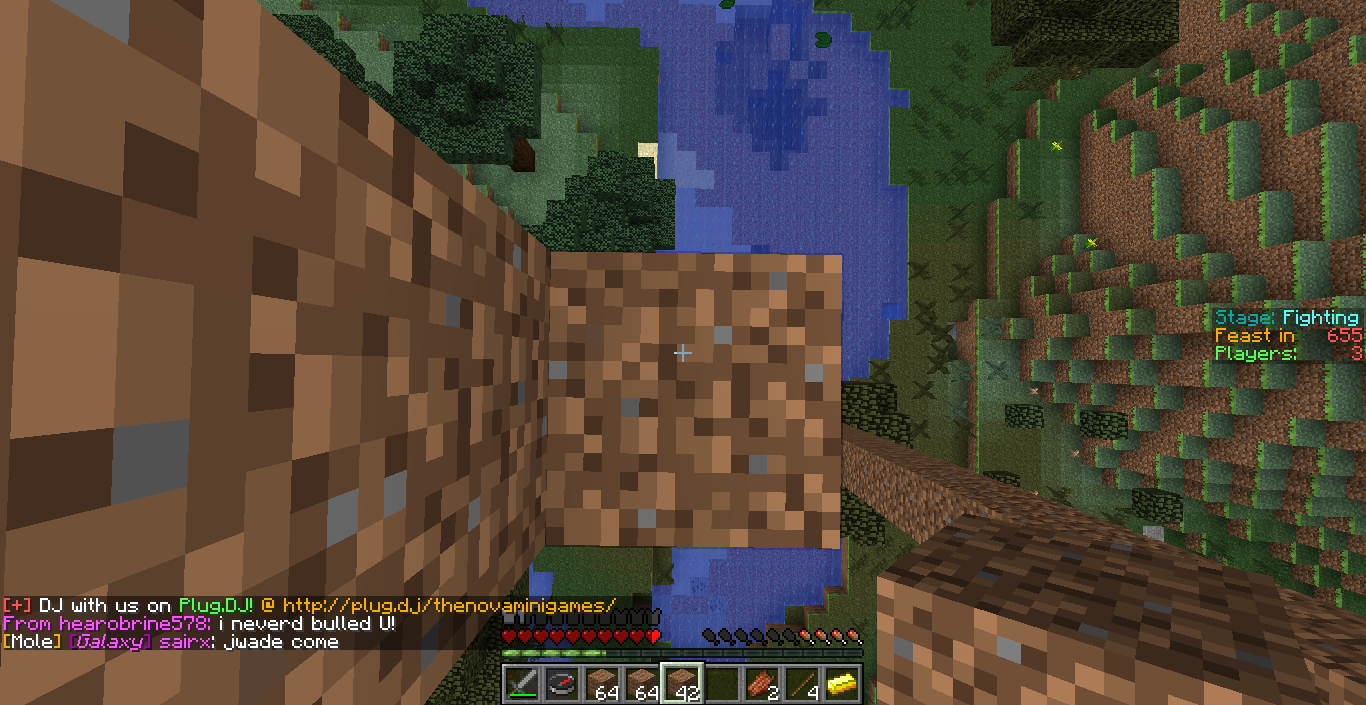 Stage: Fighting
Feast in 655
Players: 3
[+] DJ with us on Plug.DJ! @ http://plug.dj/thenovaminigames/
From hearobrine578: i neverd bulled U!
[Mole] [Galaxy] sairx: jwade come
64 64 42 2 4